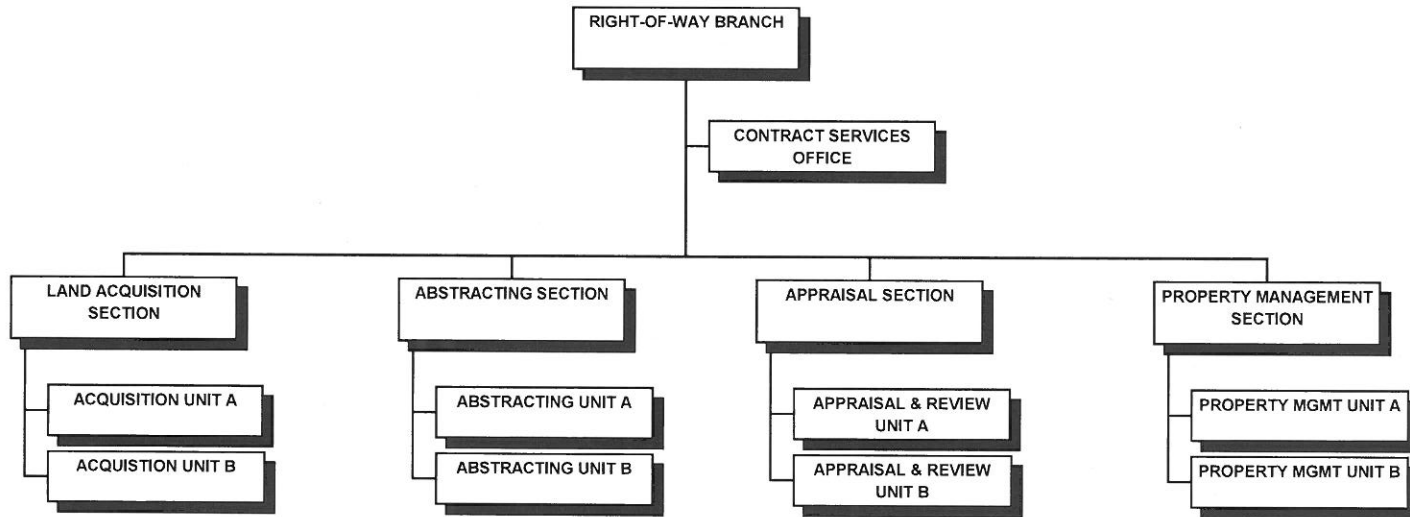 RIGHT-OF-WAY BRANCH
CONTRACT SERVICES
OFFICE
LAND ACQUISITION
SECTION
ABSTRACTING SECTION
APPRAISAL SECTION
PROPERTY MANAGEMENT
SECTION
ACQUISITION UNIT A
ABSTRACTING UNIT A
APPRAISAL & REVIEW
UNIT A
PROPERTY MGMT UNIT A
ACQUISTION UNIT B
ABSTRACTING UNIT B
APPRAISAL & REVIEW
UNIT B
PROPERTY MGMT UNIT B